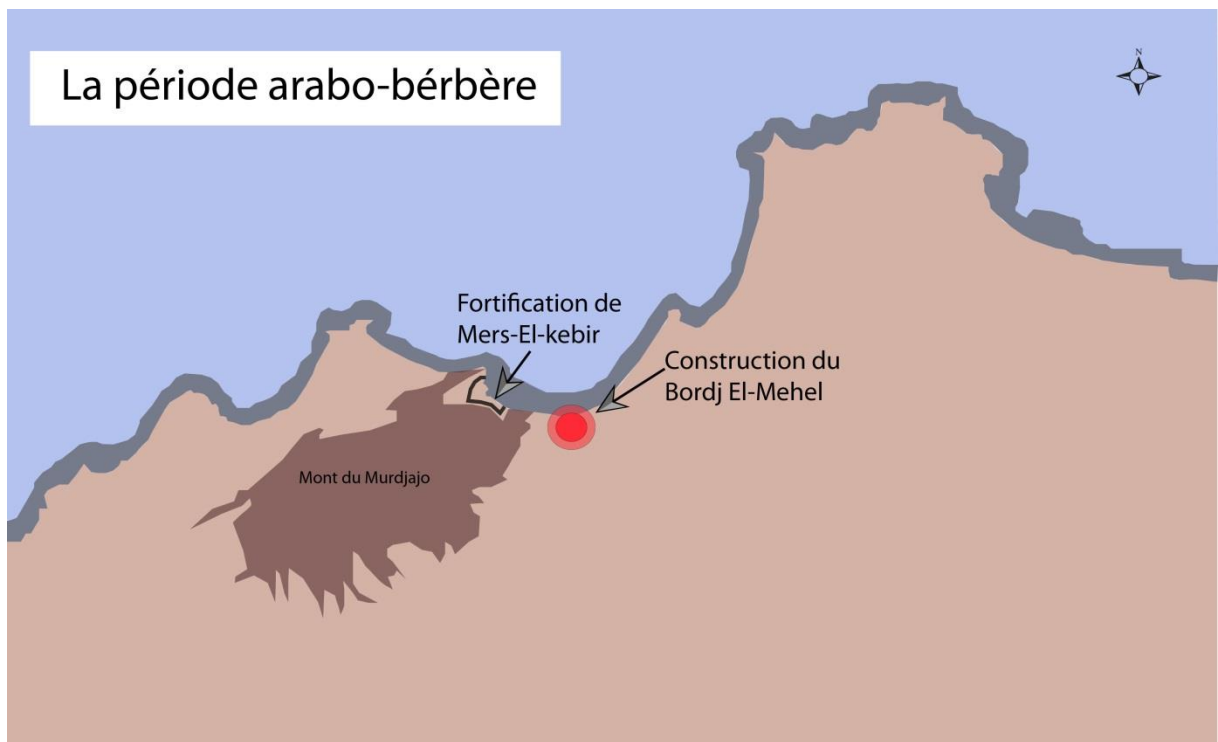 La période arabo-bérbère
N
Fortification de
Mers-El-kebir
Construction du
Bordj El-Mehel
Mont du Murdjajo